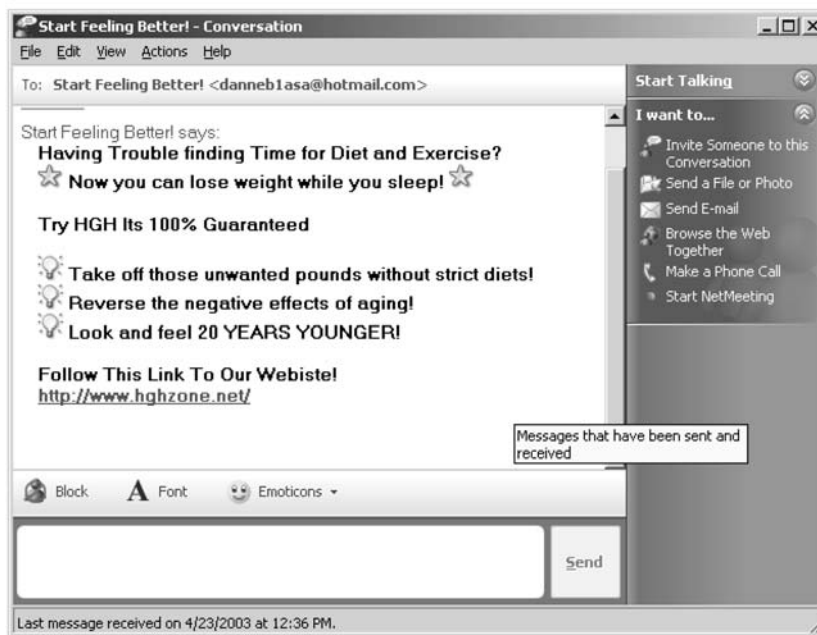 Start Feeling Better! - Conversation
File Edit View Actions Help
To: Start Feeling Better! <danneb1asa@hotmail.com>
Start Feeling Better! says:
Having Trouble finding Time for Diet and Exercise?
Now you can lose weight while you sleep!
Try HGH Its 100% Guaranteed
Take off those unwanted pounds without strict diets!
Reverse the negative effects of aging!
Look and feel 20 YEARS YOUNGER!
Follow This Link To Our Webiste!
http://www.hghzone.net/
Messages that have been sent and
received
Block A Font Emoticons
Send
Last message received on 4/23/2003 at 12:36 PM.
Start Talking
I want to...
Invite Someone to this
Conversation
Send a File or Photo
Send E-mail
Browse the Web
Together
Make a Phone Call
Start NetMeeting